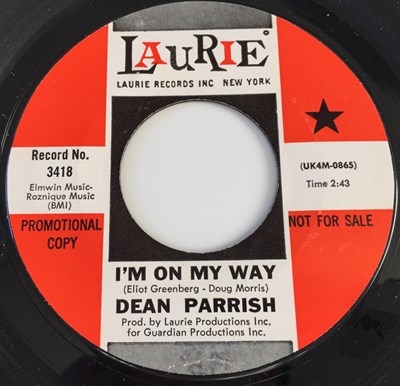 LAURIE®
LAURIE RECORDS INC NEW YORK
Record No.
3418
Elmwin Music-
Roznique Music
(BMI)
PROMOTIONAL
COPY
(UK4M-0865)
Time 2:43
NOT FOR SALE
I'M ON MY WAY
(Eliot Greenberg - Doug Morris)
DEAN PARRISH
Prod. by Laurie Productions Inc.
for Guardian Productions Inc.